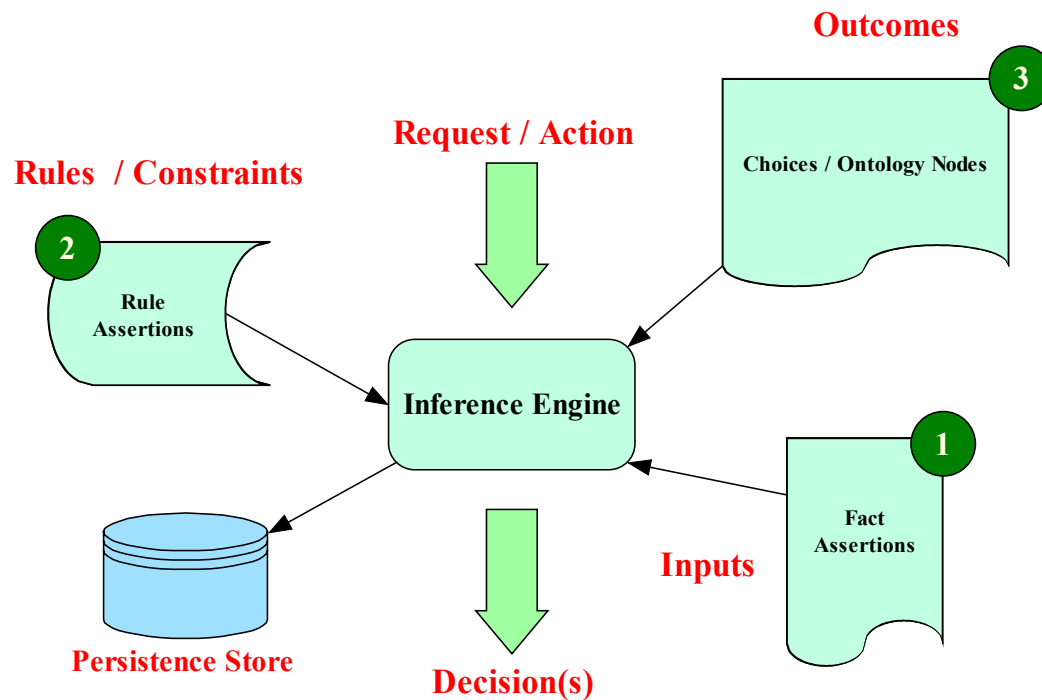 Outcomes
3
Request / Action
Choices / Ontology Nodes
Rules / Constraints
2
Rule
Assertions
Inference Engine
1
Fact
Assertions
Inputs
Persistence Store
Decision(s)